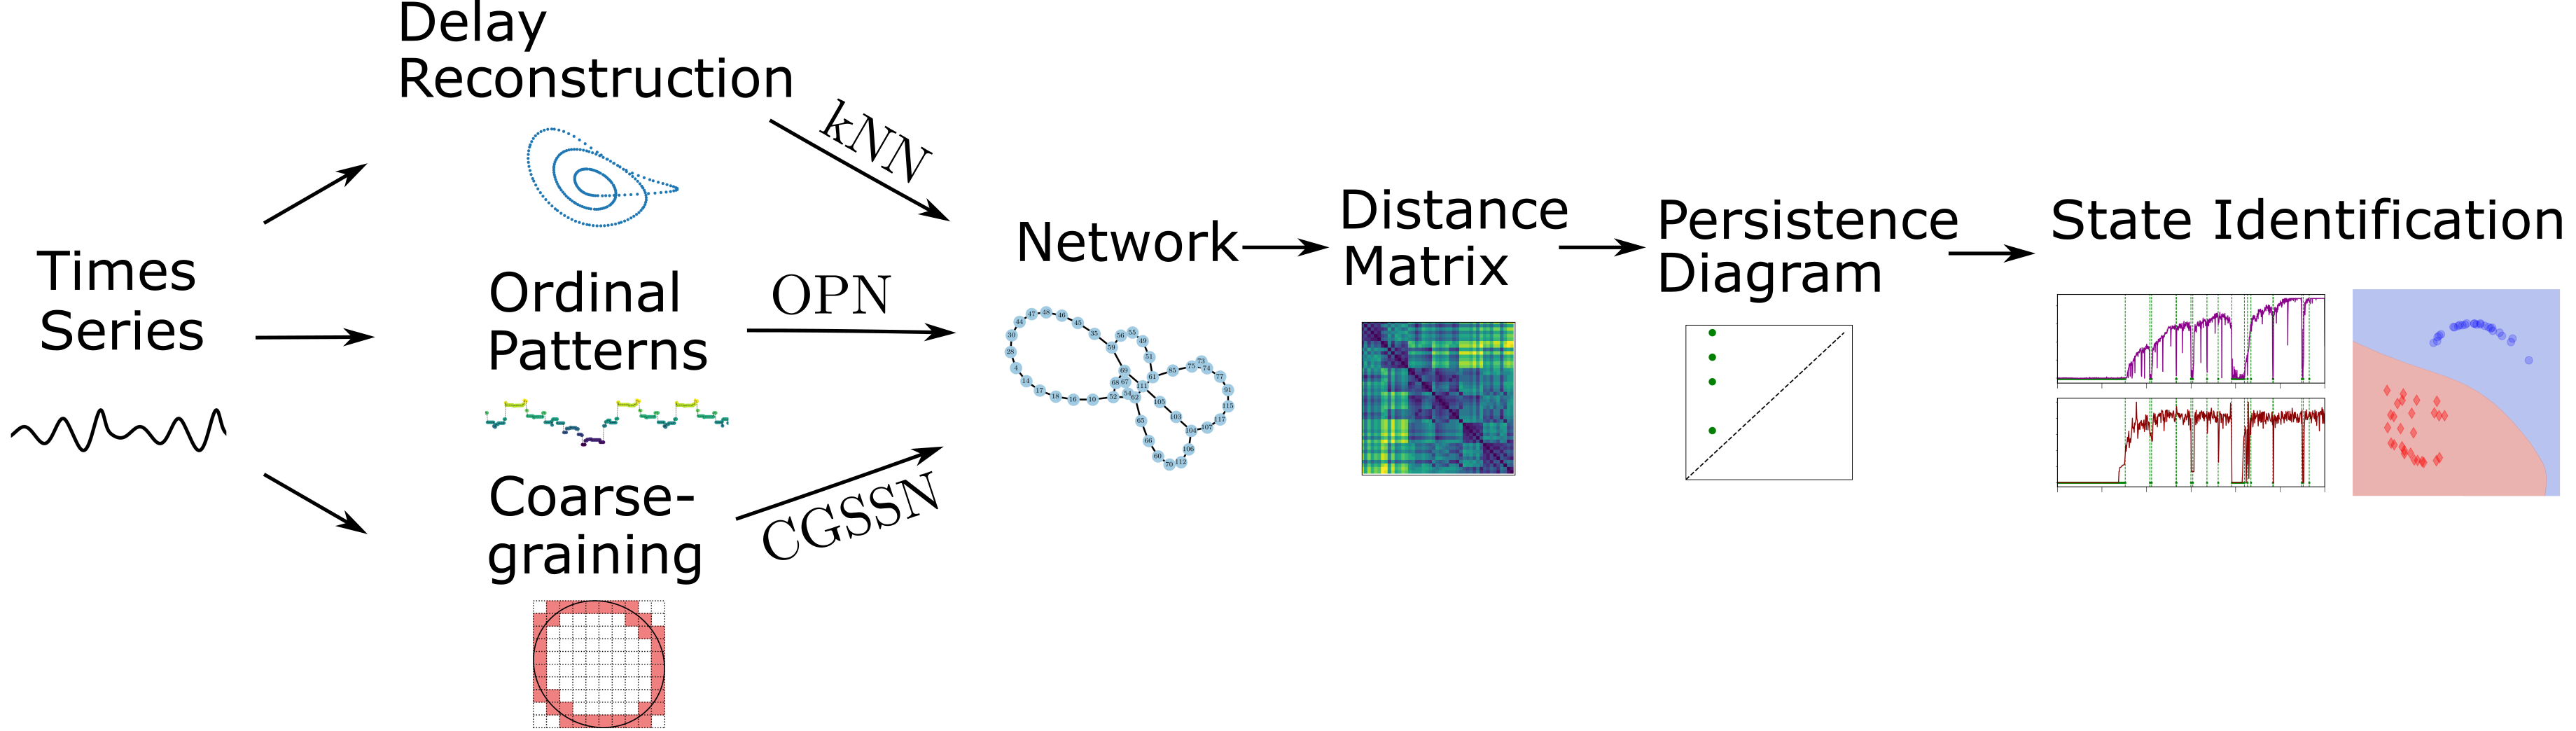 Times
Series
Delay
Reconstruction
kNN
Ordinal
Patterns
OPN
Coarse-
graining
CGSSN
Network
Distance
Matrix
Persistence
Diagram
State Identification